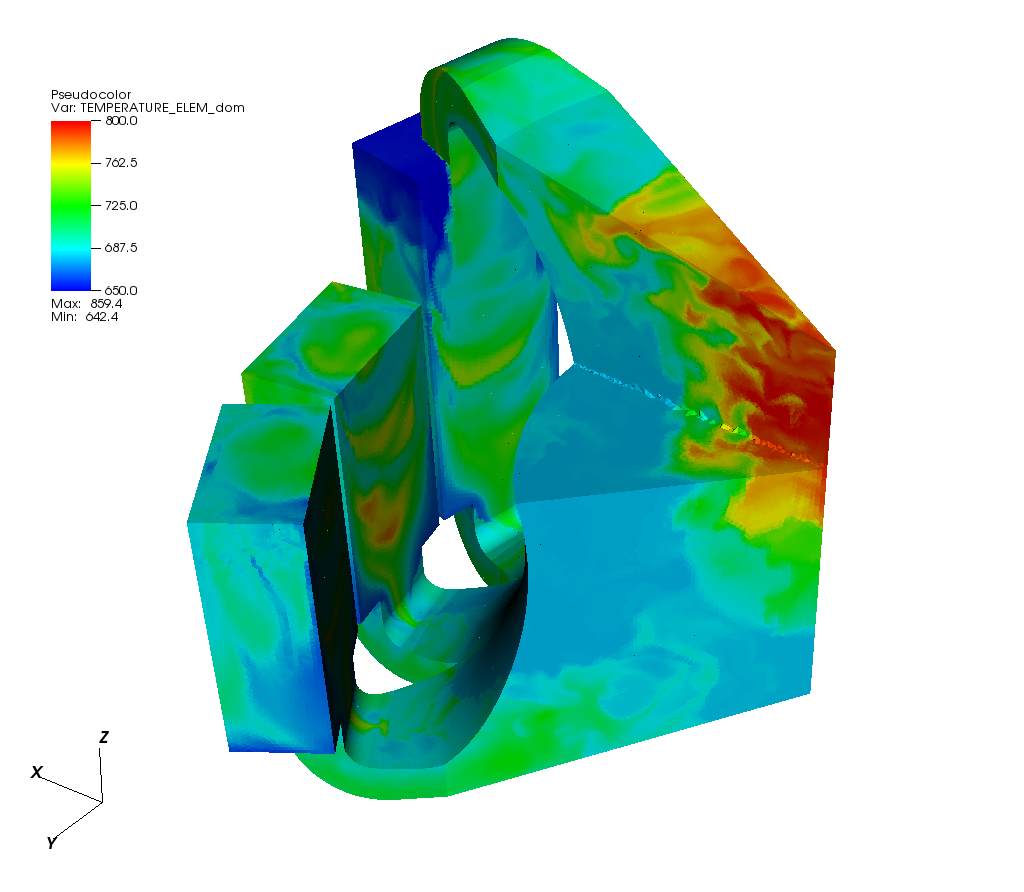 Pseudocolor
Var: TEMPERATURE_ELEM_dom
800.0
762.5
725.0
687.5
650.0
Max: 859.4
Min: 642.4
Z
X
Y